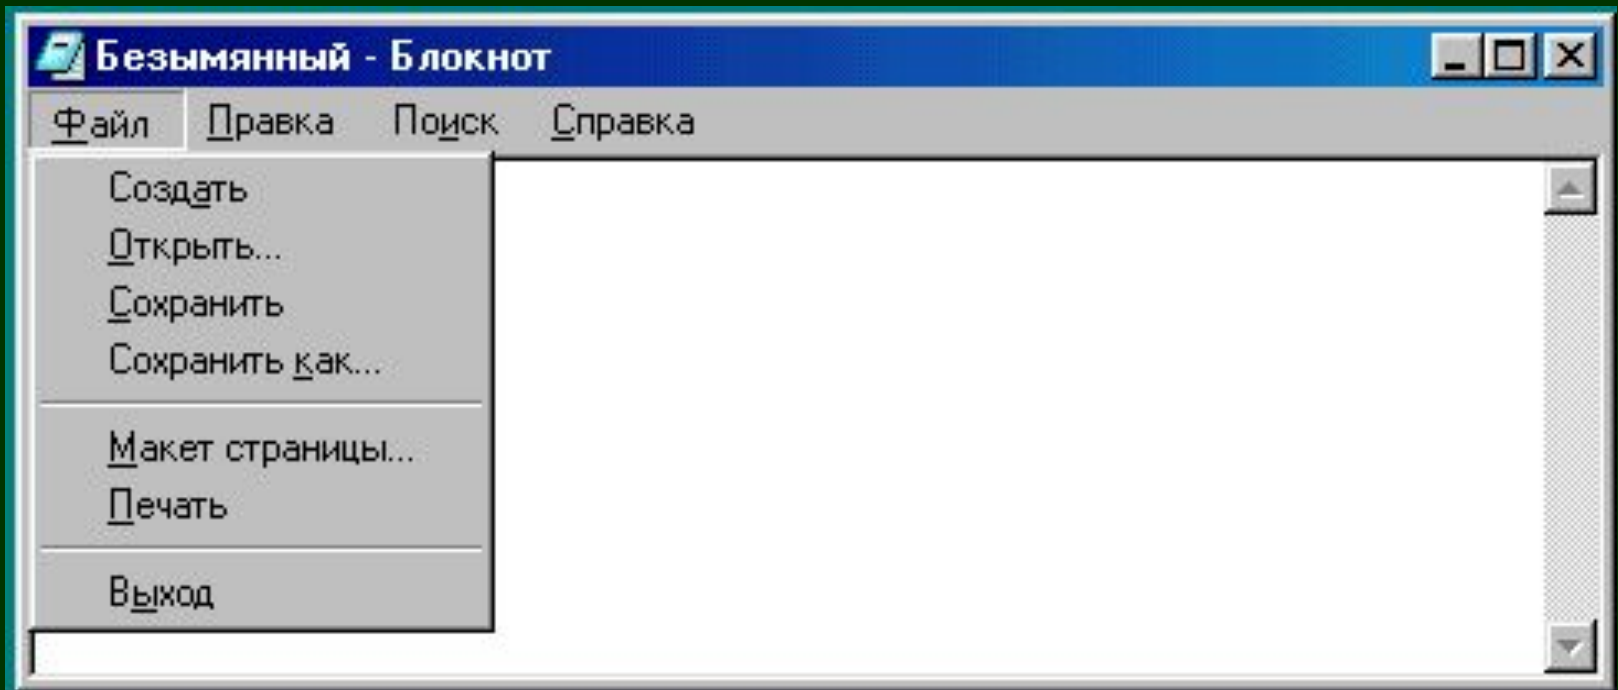 Безымянный - Блокнот
Файл Правка Поиск Справка
Создать
Открыть...
Сохранить
Сохранить как...
Макет страницы...
Печать
Выход